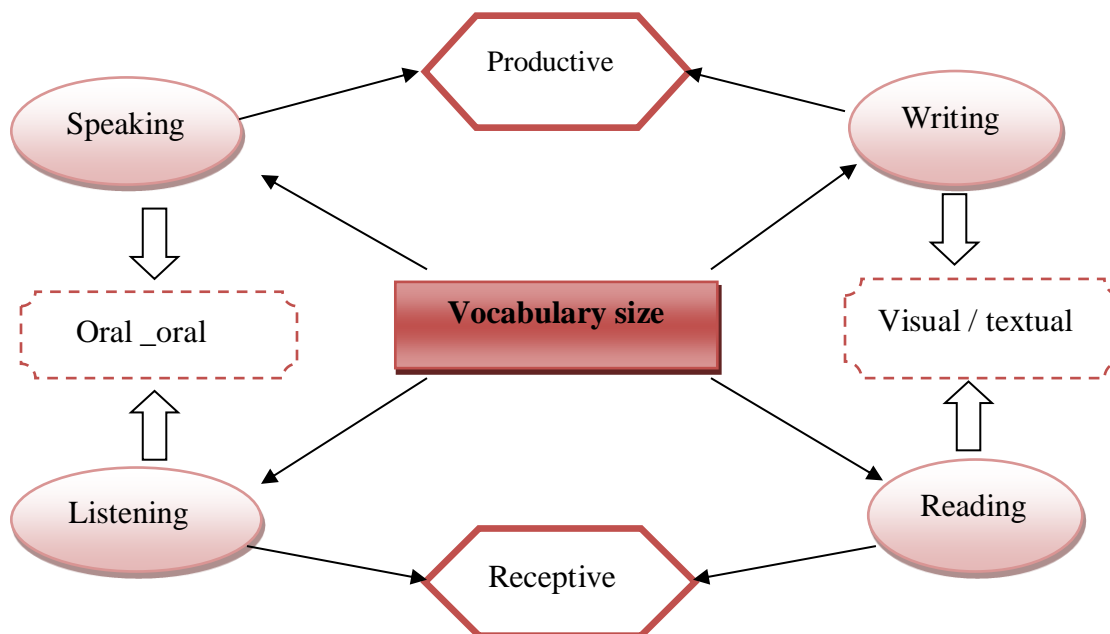 Productive
Speaking
Writing
Oral _oral
Vocabulary size
Visual / textual
Listening
Reading
Receptive